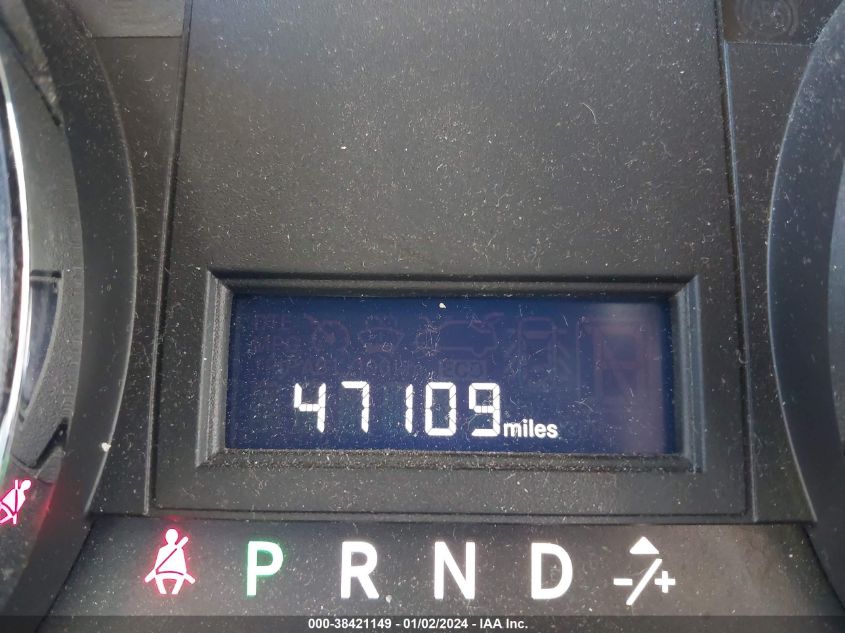 47109 miles
P R N D -/+
000-38421149 | 01/02/2024 - IAA Inc.